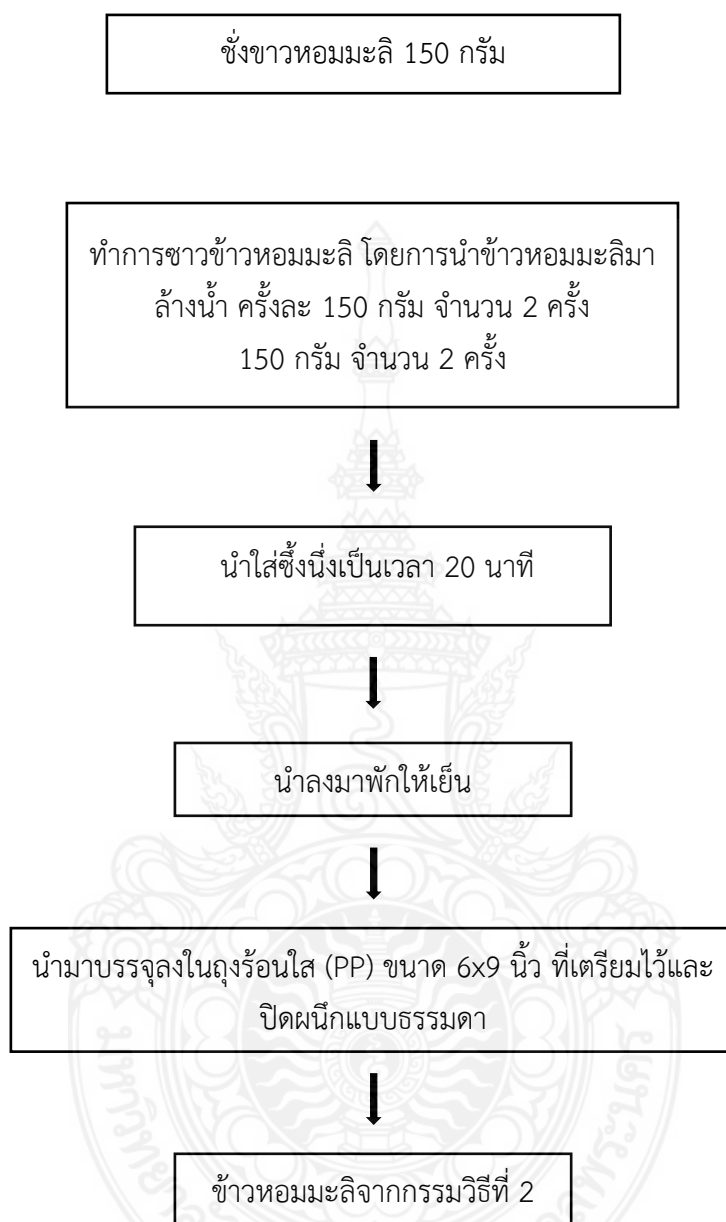 ชั่งขาวหอมมะลิ 150 กรัม
ทำการซาวข้าวหอมมะลิ โดยการนำข้าวหอมมะลิมา
ล้างน้ำ ครั้งละ 150 กรัม จำนวน 2 ครั้ง
150 กรัม จำนวน 2 ครั้ง
นำใส่ซึ้งนึ่งเป็นเวลา 20 นาที
นำลงมาพักให้เย็น
นำมาบรรจุลงในถุงร้อนใส (PP) ขนาด 6x9 นิ้ว ที่เตรียมไว้และ
ปิดผนึกแบบธรรมดา
ข้าวหอมมะลิจากกรรมวิธีที่ 2